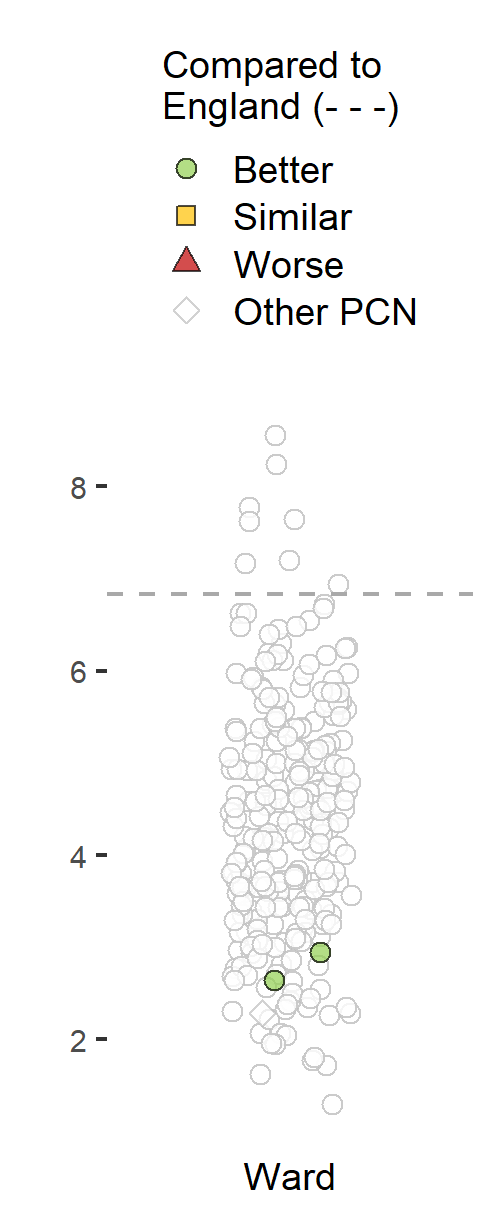 Compared to
England (- - -)
Better
Similar
Worse
Other PCN
8
6
4
2
Ward